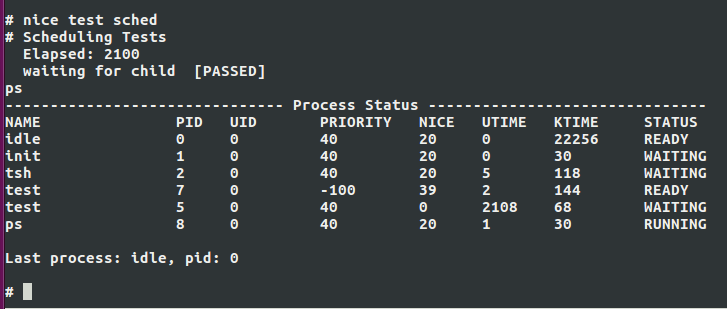 # nice test sched
# Scheduling Tests
  Elapsed: 2100
  waiting for child  [PASSED]
ps
------------------------------- Process Status -------------------------------
NAME                PID   UID         PRIORITY   NICE   UTIME   KTIME     STATUS
idle                0     0           40         20     0       22256     READY
init                1     0           40         20     0       30        WAITING
tsh                 2     0           40         20     5       118       WAITING
test                7     0           -100       39     2       144       READY
test                5     0           40         0      2108    68        WAITING
ps                  8     0           40         20     1       30        RUNNING
Last process: idle, pid: 0
#